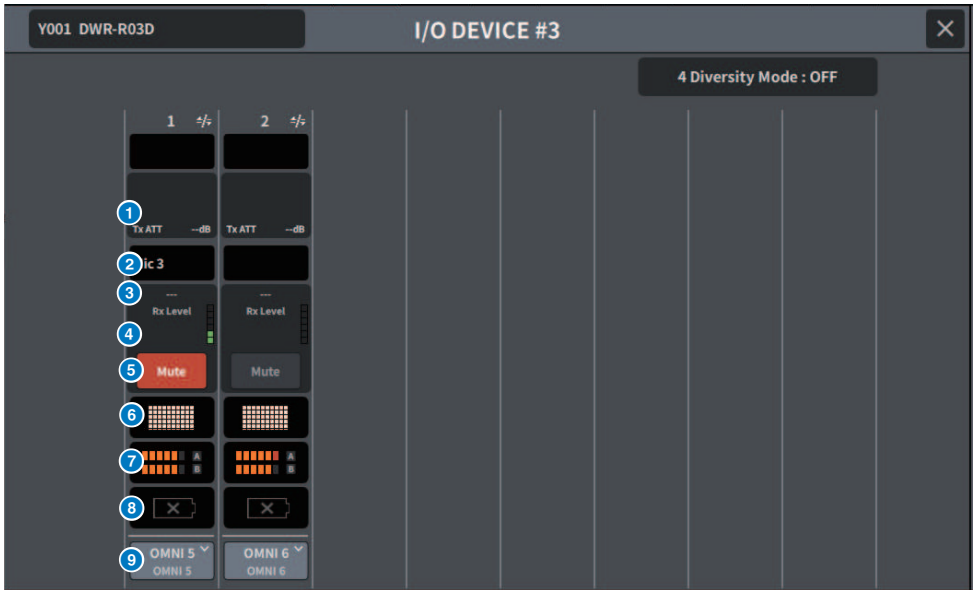 Y001 DWR-R03D
I/O DEVICE #3
4 Diversity Mode : OFF
1 +/- 2 +/-
1
Tx ATT --dB Tx ATT --dB
2 ic 3
3 --- ---
Rx Level Rx Level
4
5 Mute Mute
6
7 A A
B B
8
9 OMNI 5 OMNI 6
OMNI 5 OMNI 6